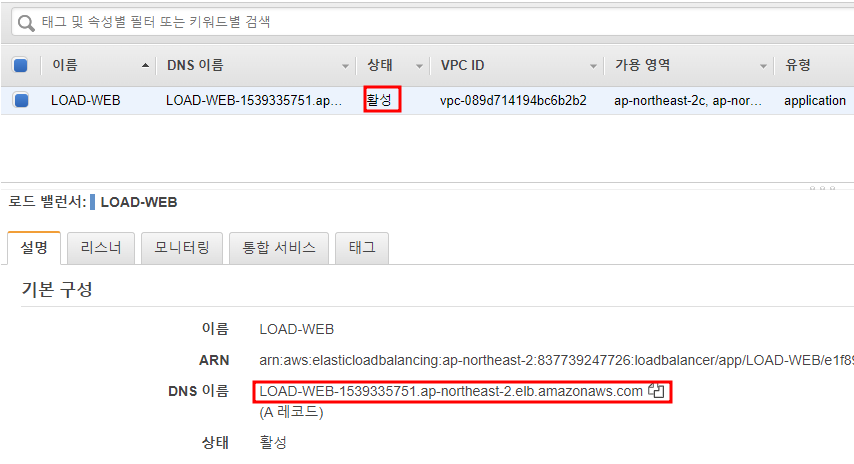 태그 및 속성별 필터 또는 키워드별 검색
이름 DNS 이름 상태 VPC ID 가용 영역 유형
LOAD-WEB LOAD-WEB-1539335751.ap... 활성 vpc-089d714194bc6b2b2 ap-northeast-2c, ap-nor... application
로드 밸런서: LOAD-WEB
설명 리스너 모니터링 통합 서비스 태그
기본 구성
이름 LOAD-WEB
ARN arn:aws:elasticloadbalancing:ap-northeast-2:837739247726:loadbalancer/app/LOAD-WEB/e1f89
DNS 이름 LOAD-WEB-1539335751.ap-northeast-2.elb.amazonaws.com
(A 레코드)
상태 활성